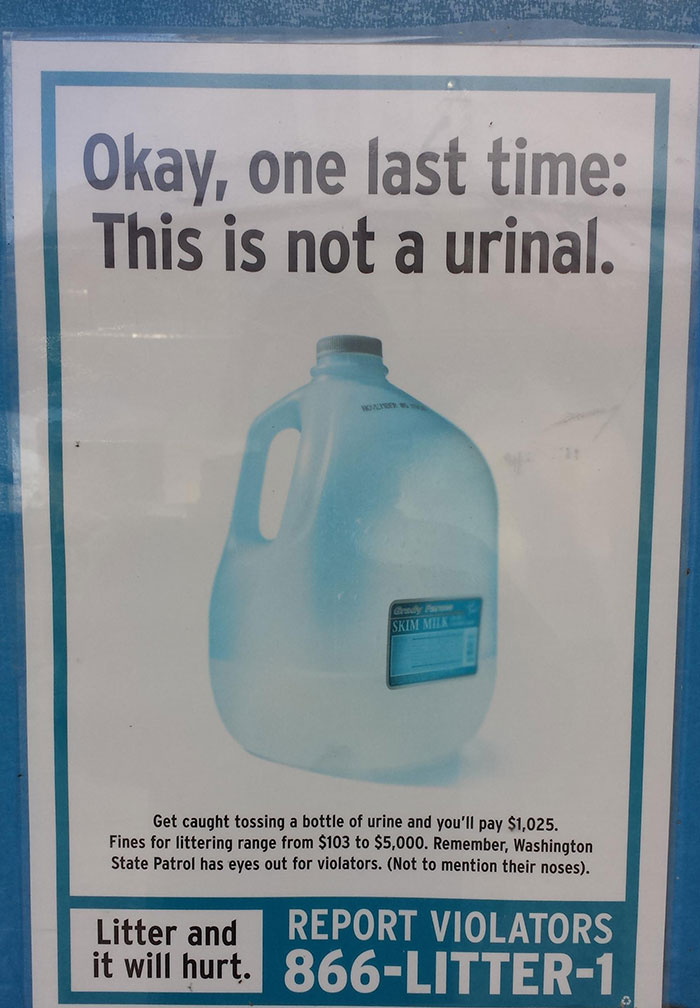 Okay, one last time:
This is not a urinal.
SKIM MILK
Get caught tossing a bottle of urine and you'll pay $1,025.
Fines for littering range from $103 to $5,000. Remember, Washington
State Patrol has eyes out for violators. (Not to mention their noses).
Litter and
it will hurt.
REPORT VIOLATORS
866-LITTER-1